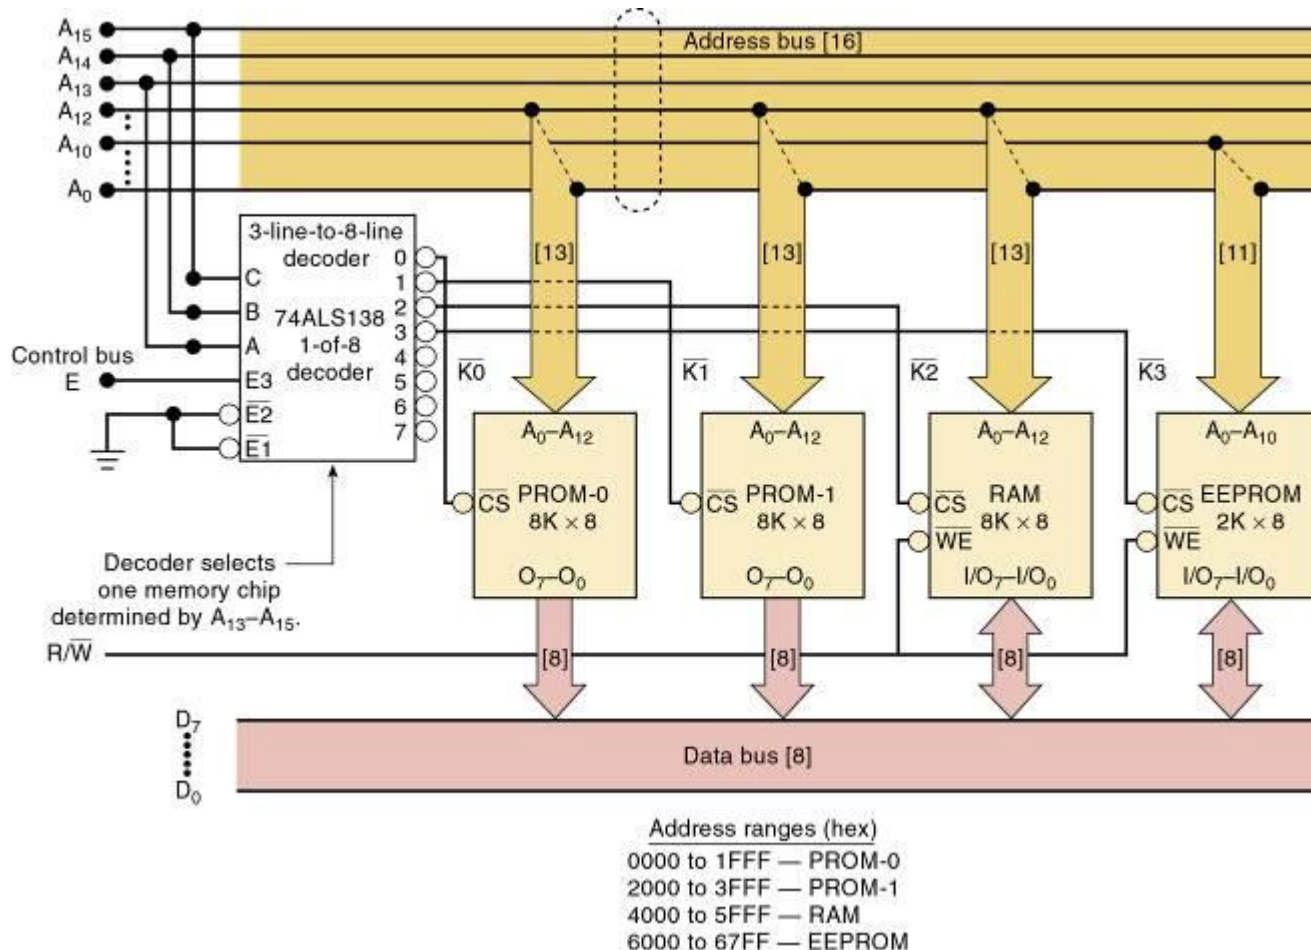 A15
A14
A13
A12
A10
A0
Address bus [16]
3-line-to-8-line
decoder
74ALS138
1-of-8
decoder
C
B
A
E3
E2
E1
0
1
2
3
4
5
6
7
Control bus
E
[13]
[13]
[13]
[11]
K0
K1
K2
K3
A0–A12
CS PROM-0
8K × 8
O7–O0
A0–A12
CS PROM-1
8K × 8
O7–O0
A0–A12
CS RAM
8K × 8
WE
I/O7–I/O0
A0–A10
CS EEPROM
2K × 8
WE
I/O7–I/O0
Decoder selects
one memory chip
determined by A13–A15.
R/W
[8]
[8]
[8]
[8]
D7
D0
Data bus [8]
Address ranges (hex)
0000 to 1FFF — PROM-0
2000 to 3FFF — PROM-1
4000 to 5FFF — RAM
6000 to 67FF — EEPROM